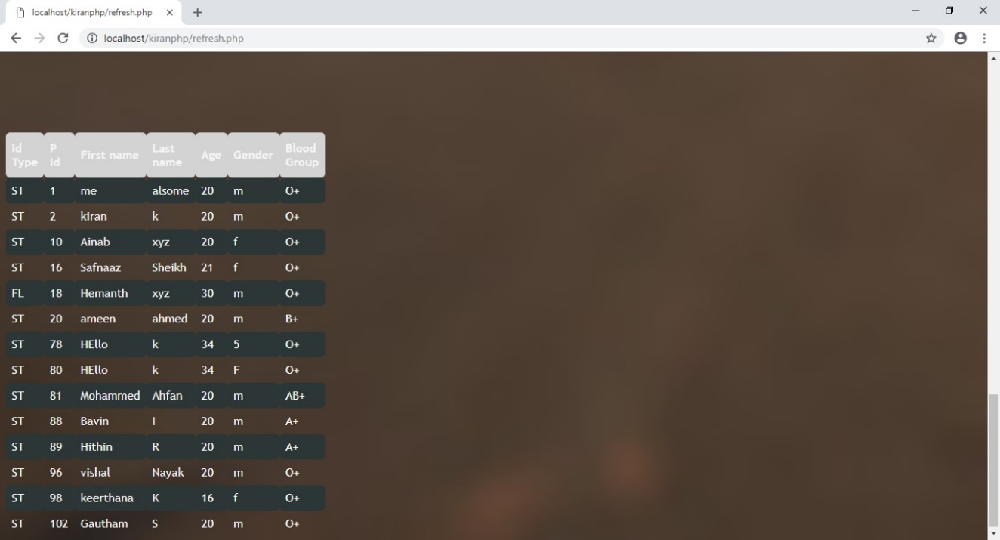 localhost/kiranphp/refresh.php
localhost/kiranphp/refresh.php
Id Type P Id First name Last name Age Gender Blood Group
ST 1 me alsome 20 m O+
ST 2 kiran k 20 m O+
ST 10 Ainab xyz 20 f O+
ST 16 Safnaaz Sheikh 21 f O+
FL 18 Hemanth xyz 30 m O+
ST 20 ameen ahmed 20 m B+
ST 78 HEllo k 34 5 O+
ST 80 HEllo k 34 F O+
ST 81 Mohammed Ahfan 20 m AB+
ST 88 Bavin I 20 m A+
ST 89 Hithin R 20 m A+
ST 96 vishal Nayak 20 m O+
ST 98 keerthana K 16 f O+
ST 102 Gautham S 20 m O+